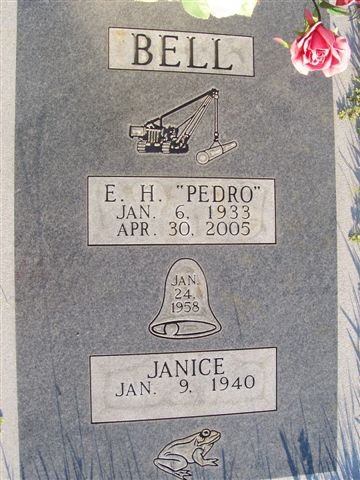 BELL
E. H. "PEDRO"
JAN. 6, 1933
APR. 30, 2005
JAN.
24,
1958
JANICE
JAN. 9, 1940